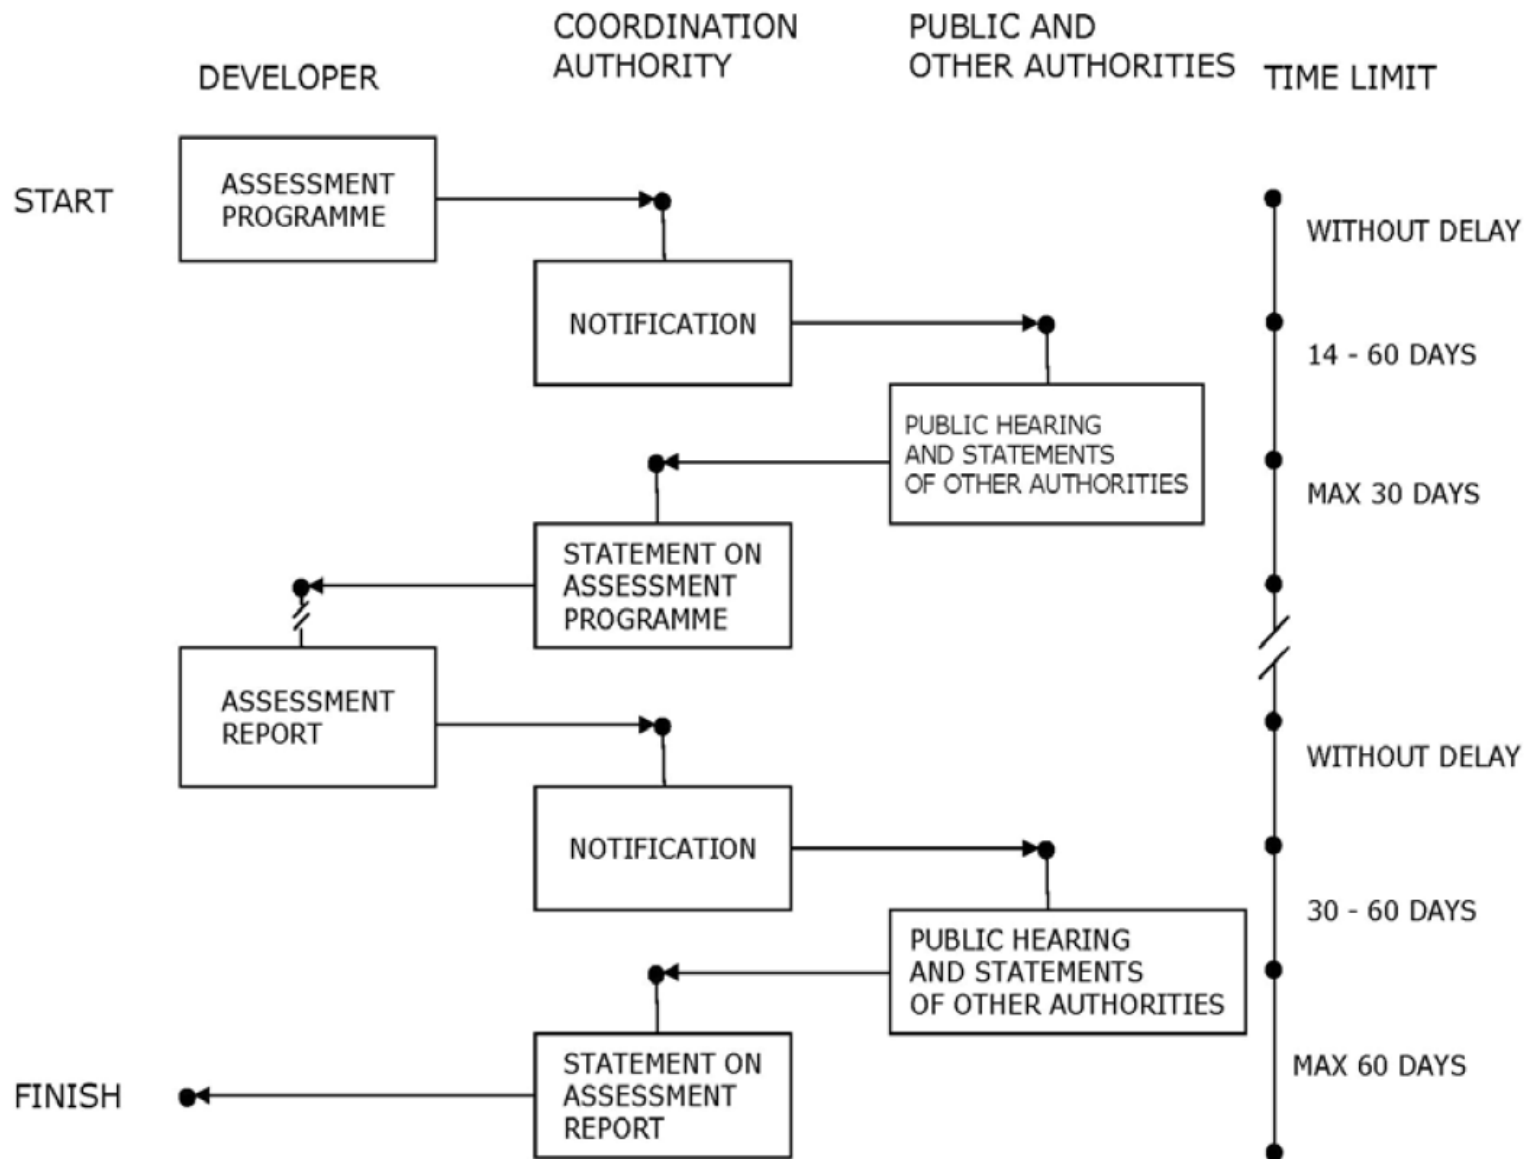 DEVELOPER
COORDINATION
AUTHORITY
PUBLIC AND
OTHER AUTHORITIES
TIME LIMIT
START
ASSESSMENT
PROGRAMME
WITHOUT DELAY
NOTIFICATION
14 - 60 DAYS
PUBLIC HEARING
AND STATEMENTS
OF OTHER AUTHORITIES
MAX 30 DAYS
STATEMENT ON
ASSESSMENT
PROGRAMME
ASSESSMENT
REPORT
WITHOUT DELAY
NOTIFICATION
30 - 60 DAYS
PUBLIC HEARING
AND STATEMENTS
OF OTHER AUTHORITIES
MAX 60 DAYS
STATEMENT ON
ASSESSMENT
REPORT
FINISH